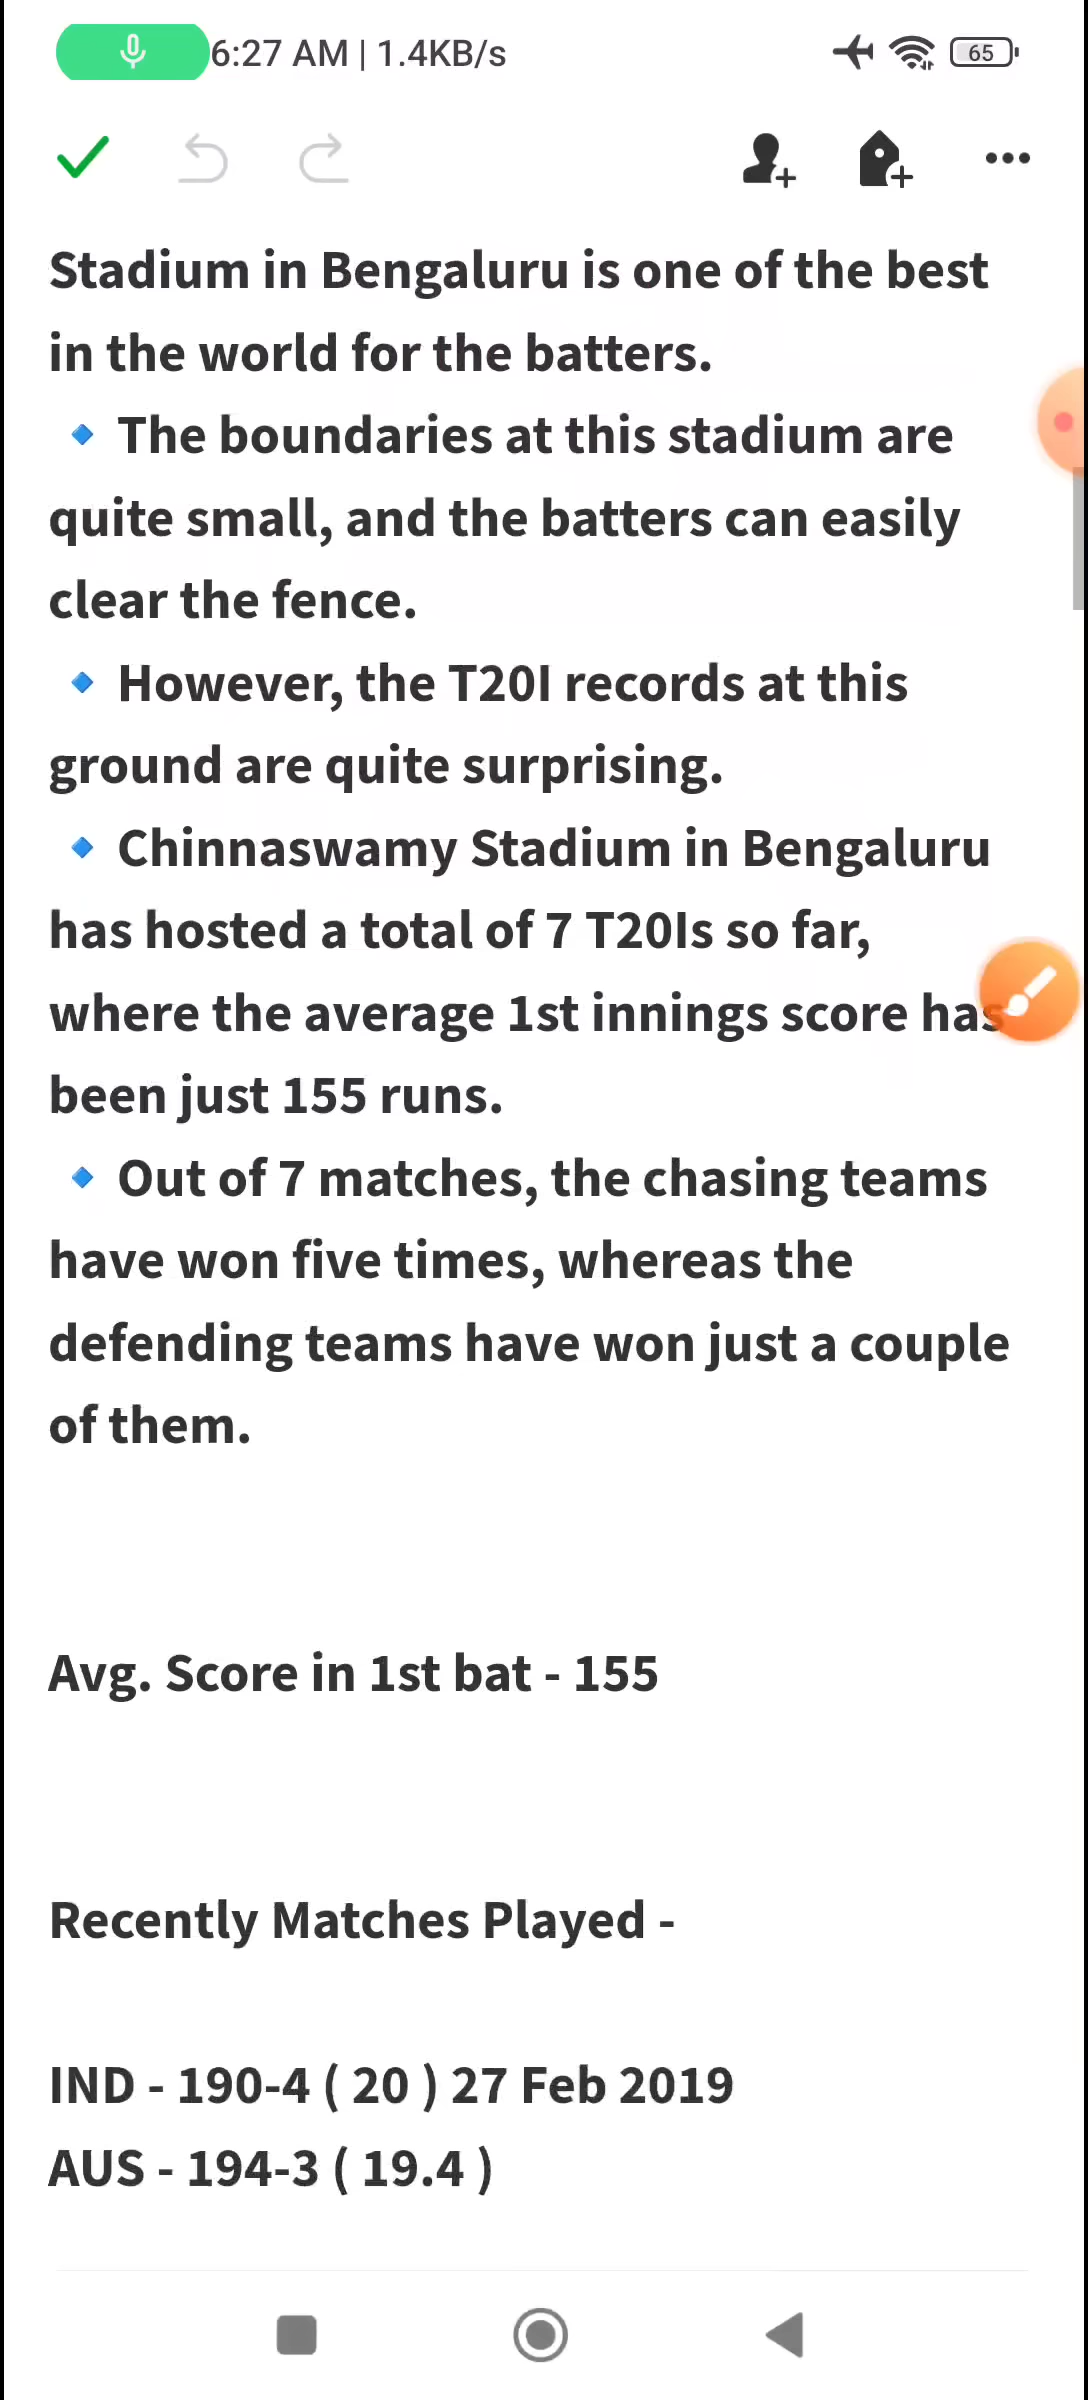 6:27 AM | 1.4KB/s
65
Stadium in Bengaluru is one of the best
in the world for the batters.
🔹 The boundaries at this stadium are
quite small, and the batters can easily
clear the fence.
🔹 However, the T20I records at this
ground are quite surprising.
🔹 Chinnaswamy Stadium in Bengaluru
has hosted a total of 7 T20Is so far,
where the average 1st innings score has
been just 155 runs.
🔹 Out of 7 matches, the chasing teams
have won five times, whereas the
defending teams have won just a couple
of them.
Avg. Score in 1st bat - 155
Recently Matches Played -
IND - 190-4 ( 20 ) 27 Feb 2019
AUS - 194-3 ( 19.4 )